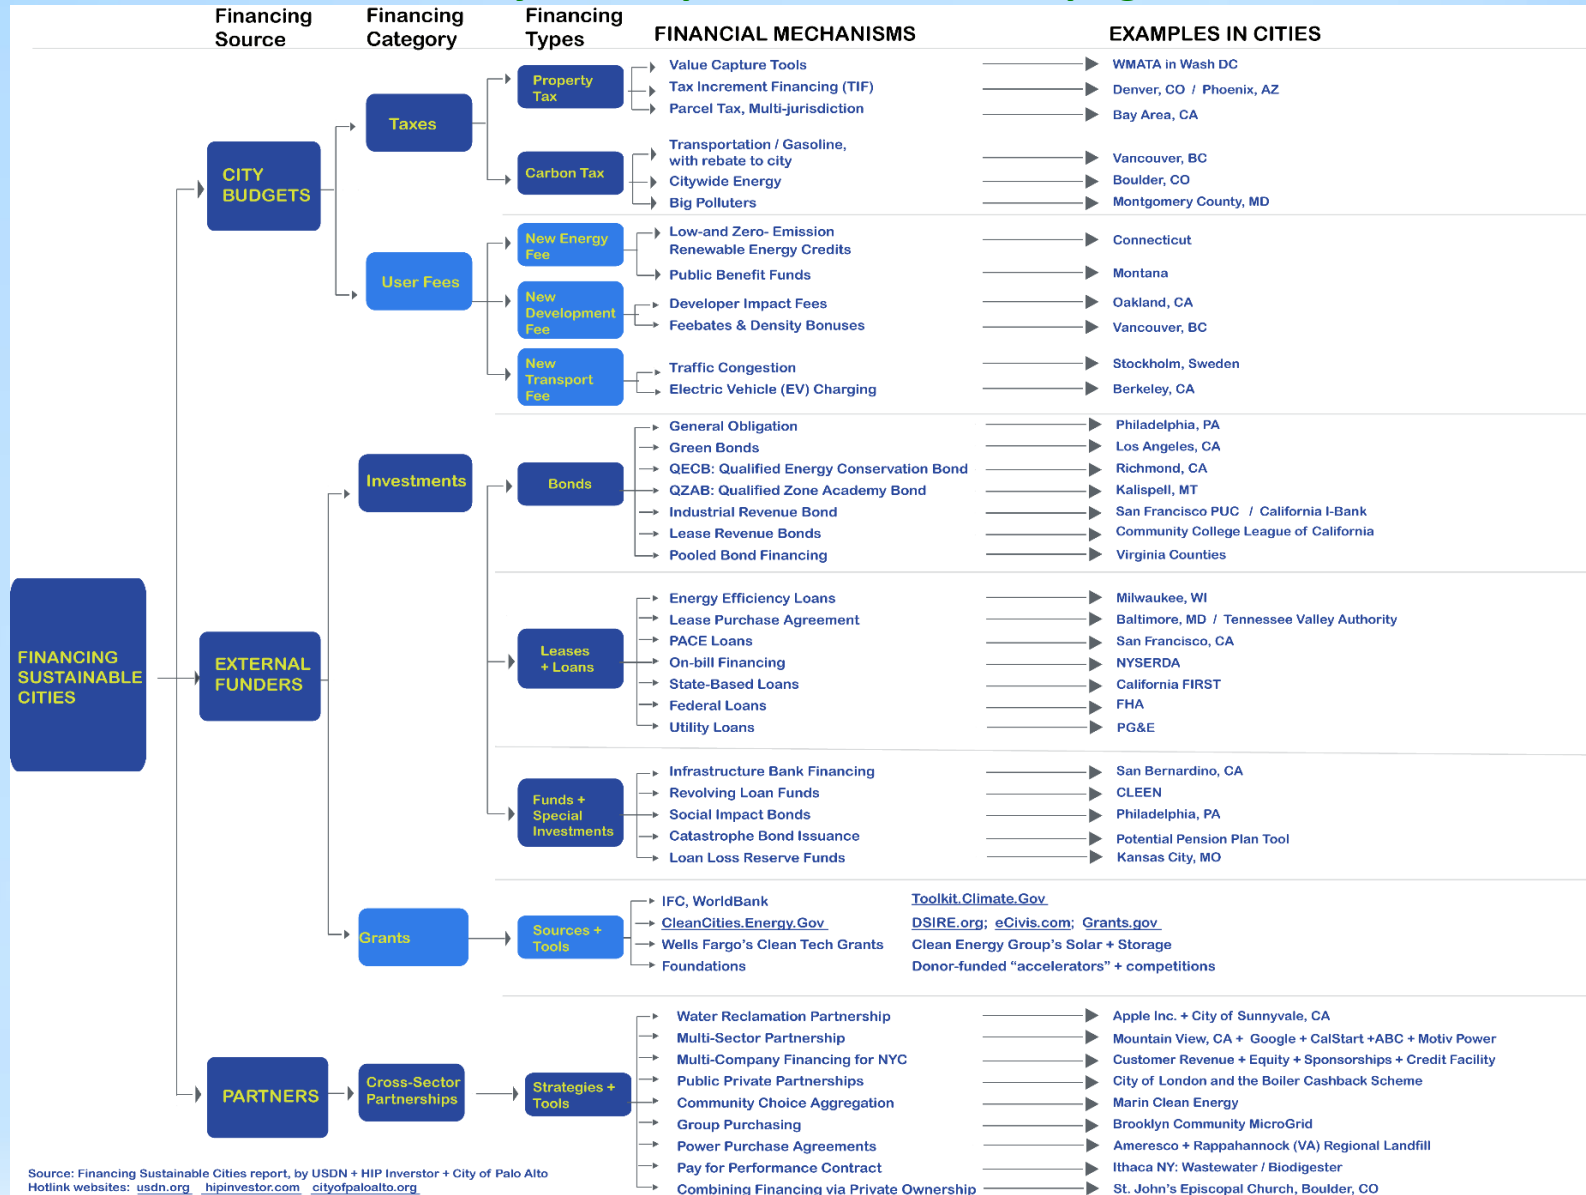 Financing Source
Financing Category
Financing Types
FINANCIAL MECHANISMS
EXAMPLES IN CITIES
FINANCING SUSTAINABLE CITIES
CITY BUDGETS
Taxes
Property Tax
Value Capture Tools
WMATA in Wash DC
Tax Increment Financing (TIF)
Denver, CO / Phoenix, AZ
Parcel Tax, Multi-jurisdiction
Bay Area, CA
Carbon Tax
Transportation / Gasoline,
with rebate to city
Vancouver, BC
Citywide Energy
Boulder, CO
Big Polluters
Montgomery County, MD
User Fees
New Energy Fee
Low-and Zero- Emission
Renewable Energy Credits
Connecticut
Public Benefit Funds
Montana
New Development Fee
Developer Impact Fees
Oakland, CA
Feebates & Density Bonuses
Vancouver, BC
New Transport Fee
Traffic Congestion
Stockholm, Sweden
Electric Vehicle (EV) Charging
Berkeley, CA
EXTERNAL FUNDERS
Investments
Bonds
General Obligation
Philadelphia, PA
Green Bonds
Los Angeles, CA
QECB: Qualified Energy Conservation Bond
Richmond, CA
QZAB: Qualified Zone Academy Bond
Kalispell, MT
Industrial Revenue Bond
San Francisco PUC / California I-Bank
Lease Revenue Bonds
Community College League of California
Pooled Bond Financing
Virginia Counties
Leases + Loans
Energy Efficiency Loans
Milwaukee, WI
Lease Purchase Agreement
Baltimore, MD / Tennessee Valley Authority
PACE Loans
San Francisco, CA
On-bill Financing
NYSERDA
State-Based Loans
California FIRST
Federal Loans
FHA
Utility Loans
PG&E
Funds + Special Investments
Infrastructure Bank Financing
San Bernardino, CA
Revolving Loan Funds
CLEEN
Social Impact Bonds
Philadelphia, PA
Catastrophe Bond Issuance
Potential Pension Plan Tool
Loan Loss Reserve Funds
Kansas City, MO
Grants
Sources + Tools
IFC, WorldBank
Toolkit.Climate.Gov
CleanCities.Energy.Gov
DSIRE.org; eCivis.com; Grants.gov
Wells Fargo's Clean Tech Grants
Clean Energy Group's Solar + Storage
Foundations
Donor-funded "accelerators" + competitions
PARTNERS
Cross-Sector Partnerships
Strategies + Tools
Water Reclamation Partnership
Apple Inc. + City of Sunnyvale, CA
Multi-Sector Partnership
Mountain View, CA + Google + CalStart +ABC + Motiv Power
Multi-Company Financing for NYC
Customer Revenue + Equity + Sponsorships + Credit Facility
Public Private Partnerships
City of London and the Boiler Cashback Scheme
Community Choice Aggregation
Marin Clean Energy
Group Purchasing
Brooklyn Community MicroGrid
Power Purchase Agreements
Ameresco + Rappahannock (VA) Regional Landfill
Pay for Performance Contract
Ithaca NY: Wastewater / Biodigester
Combining Financing via Private Ownership
St. John's Episcopal Church, Boulder, CO
Source: Financing Sustainable Cities report, by USDN + HIP Inverstor + City of Palo Alto
Hotlink websites: usdn.org hipinvestor.com cityofpaloalto.org